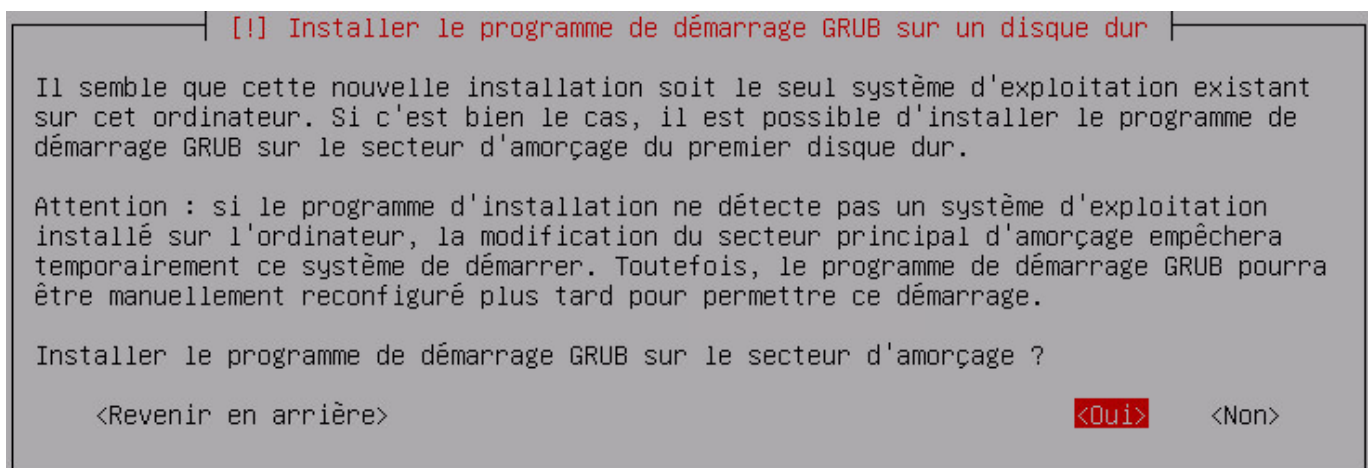 [!] Installer le programme de démarrage GRUB sur un disque dur
Il semble que cette nouvelle installation soit le seul système d'exploitation existant
sur cet ordinateur. Si c'est bien le cas, il est possible d'installer le programme de
démarrage GRUB sur le secteur d'amorçage du premier disque dur.
Attention : si le programme d'installation ne détecte pas un système d'exploitation
installé sur l'ordinateur, la modification du secteur principal d'amorçage empêchera
temporairement ce système de démarrer. Toutefois, le programme de démarrage GRUB pourra
être manuellement reconfiguré plus tard pour permettre ce démarrage.
Installer le programme de démarrage GRUB sur le secteur d'amorçage ?
<Revenir en arrière> <Oui> <Non>